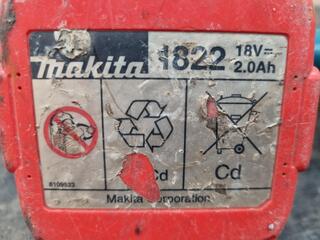 makita 1822 18V⎓ 2.0Ah
Cd Cd
Makita Corporation